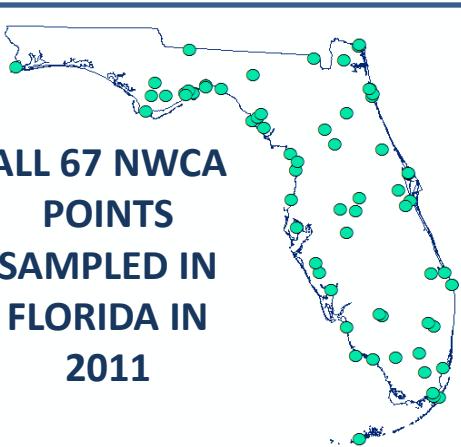 ALL 67 NWCA
POINTS
SAMPLED IN
FLORIDA IN
2011